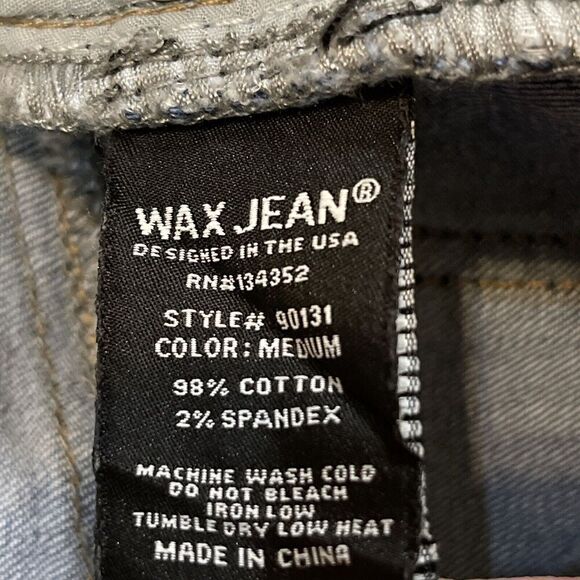 WAX JEAN®
DESIGNED IN THE USA
RN#134352
STYLE# 90131
COLOR: MEDIUM
98% COTTON
2% SPANDEX
MACHINE WASH COLD
DO NOT BLEACH
IRON LOW
TUMBLE DRY LOW HEAT
MADE IN CHINA